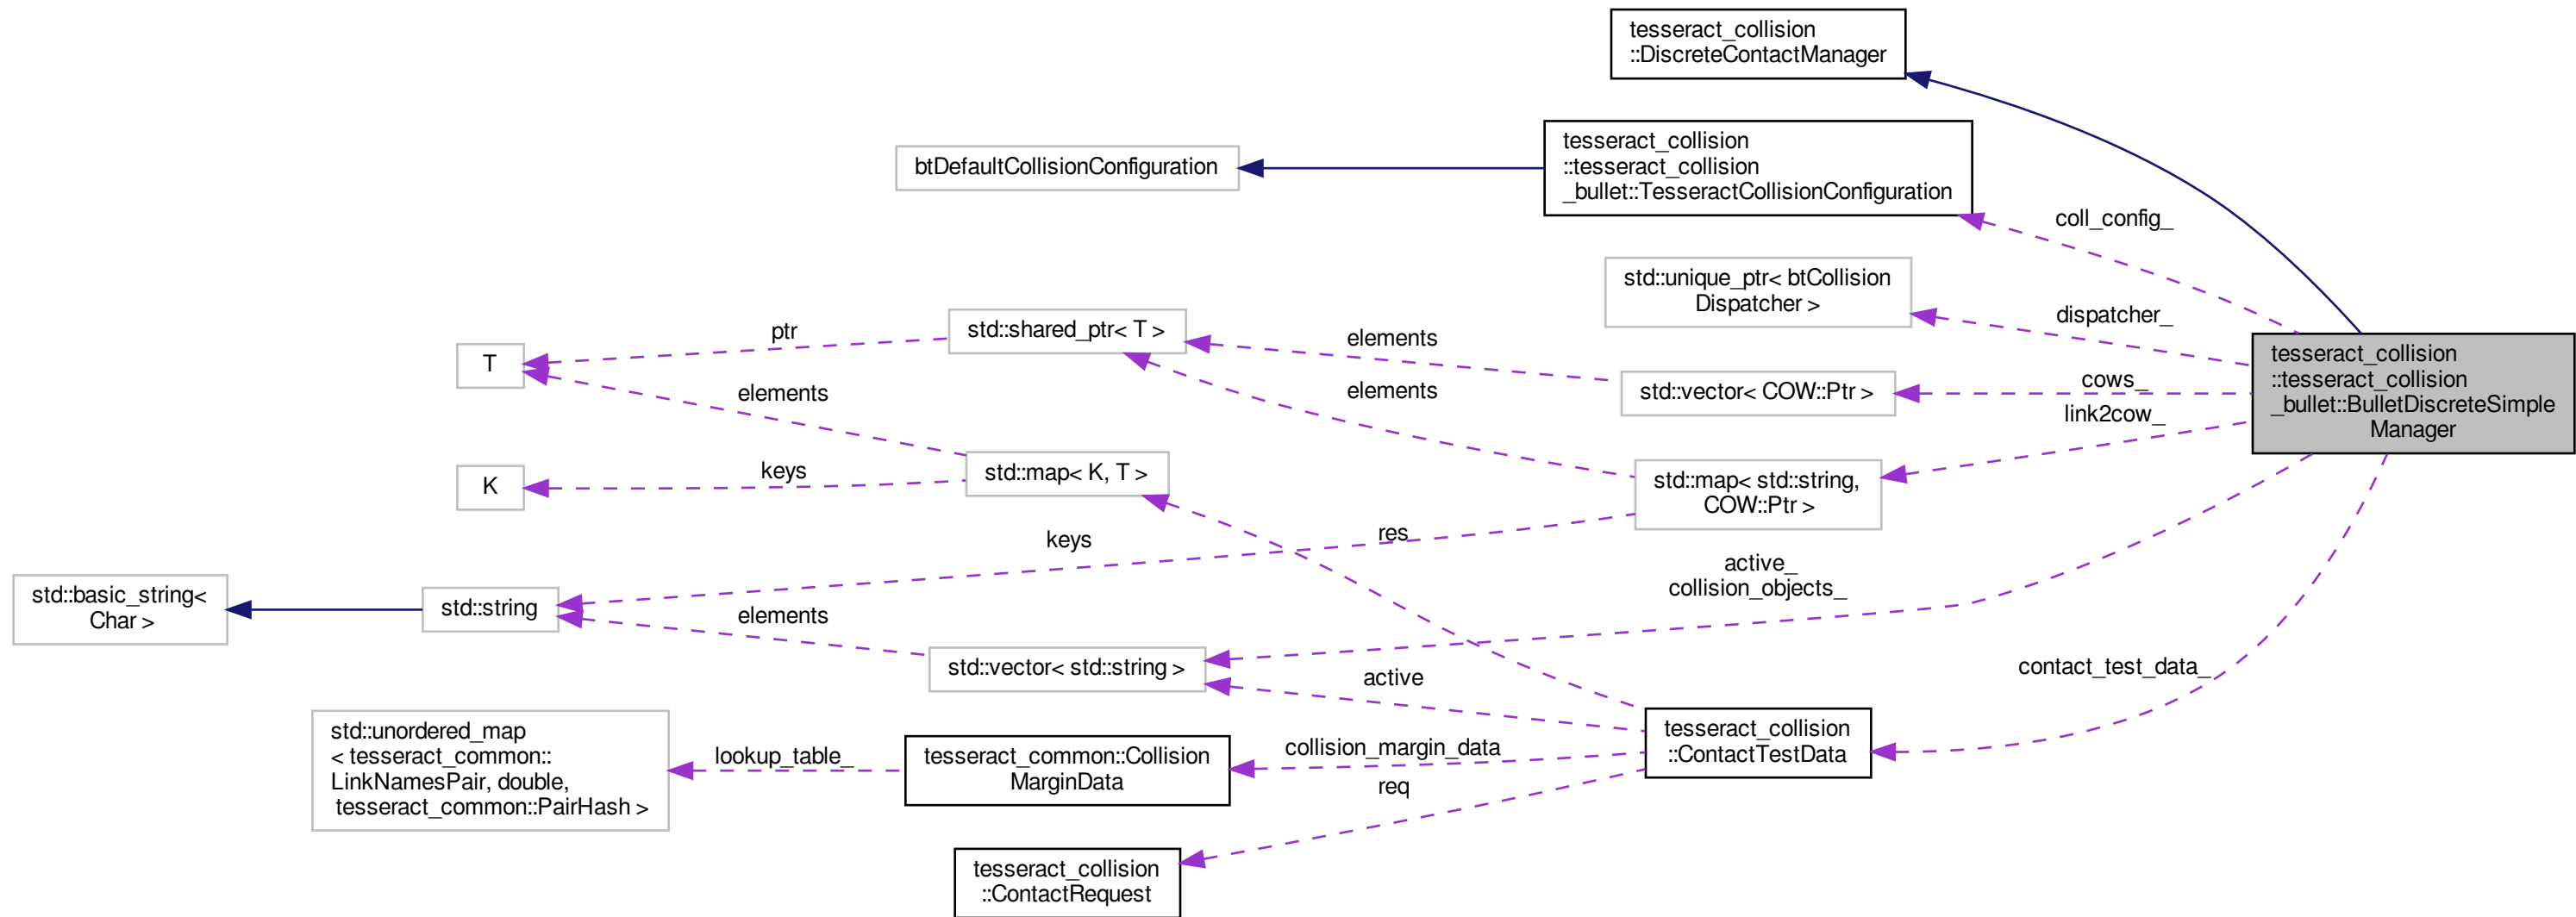 tesseract_collision
::DiscreteContactManager
tesseract_collision
::tesseract_collision
_bullet::TesseractCollisionConfiguration
btDefaultCollisionConfiguration
coll_config_
std::unique_ptr< btCollision
Dispatcher >
dispatcher_
std::shared_ptr< T >
ptr
elements
T
tesseract_collision
::tesseract_collision
_bullet::BulletDiscreteSimple
Manager
cows_
std::vector< COW::Ptr >
elements
elements
link2cow_
std::map< K, T >
keys
K
std::map< std::string,
COW::Ptr >
res
keys
active_
collision_objects_
std::basic_string<
Char >
std::string
elements
std::vector< std::string >
active
contact_test_data_
std::unordered_map
< tesseract_common::
LinkNamesPair, double,
tesseract_common::PairHash >
lookup_table_
tesseract_common::Collision
MarginData
collision_margin_data
req
tesseract_collision
::ContactTestData
tesseract_collision
::ContactRequest